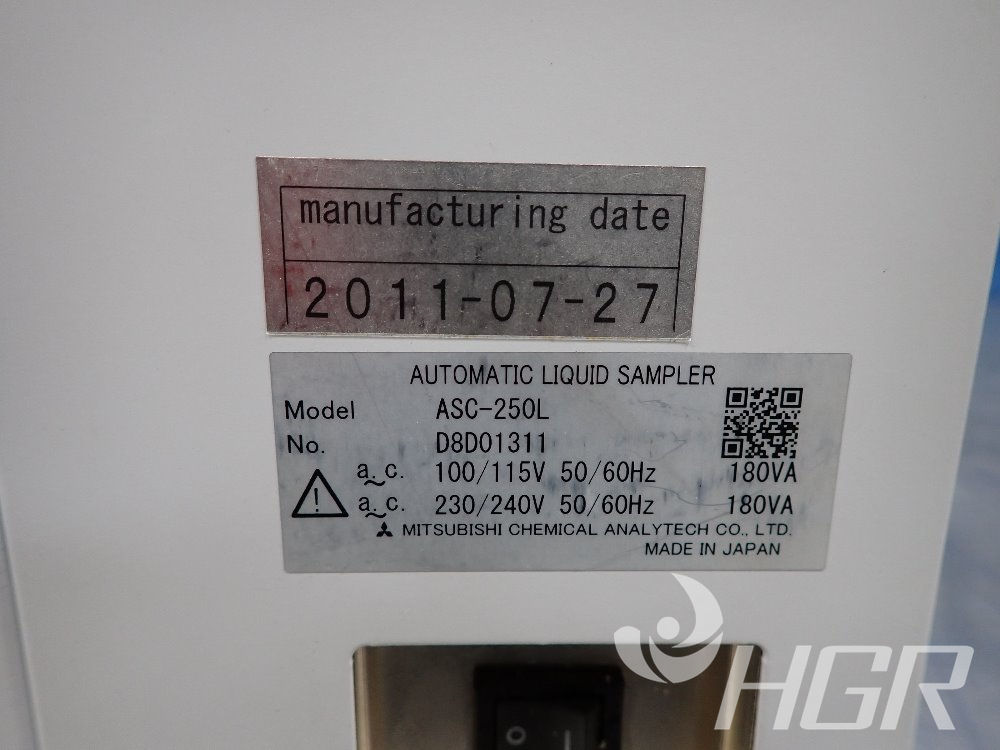 manufacturing date
2011-07-27
AUTOMATIC LIQUID SAMPLER
Model ASC-250L
No. D8D01311
a.c. 100/115V 50/60Hz 180VA
a.c. 230/240V 50/60Hz 180VA
MITSUBISHI CHEMICAL ANALYTECH CO., LTD.
MADE IN JAPAN
HGR